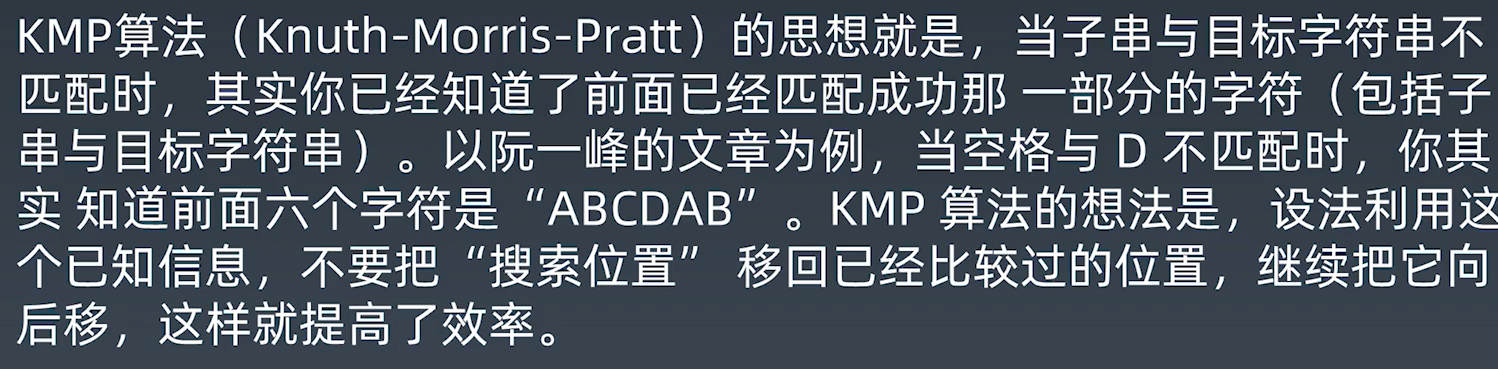 KMP算法（Knuth-Morris-Pratt）的思想就是，当子串与目标字符串不
匹配时，其实你已经知道了前面已经匹配成功那 一部分的字符（包括子
串与目标字符串）。以阮一峰的文章为例，当空格与 D 不匹配时，你其
实 知道前面六个字符是“ABCDAB”。KMP 算法的想法是，设法利用这
个已知信息，不要把“搜索位置” 移回已经比较过的位置，继续把它向
后移，这样就提高了效率。